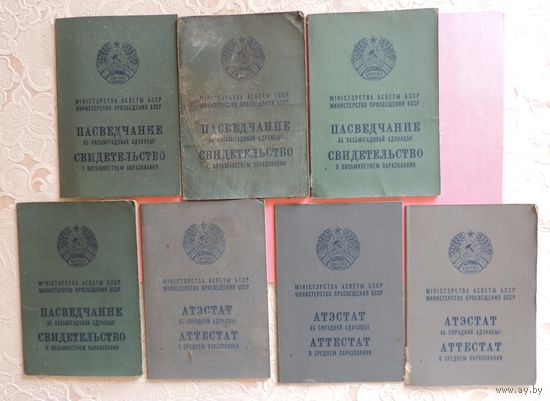 МІНІСТЭРСТВА АСВЕТЫ БССР
МИНИСТЕРСТВО ПРОСВЕЩЕНИЯ БССР
ПАСВЕДЧАННЕ
АБ ВАСЬМІГАДОВАЙ АДУКАЦЫІ
СВИДЕТЕЛЬСТВО
О ВОСЬМИЛЕТНЕМ ОБРАЗОВАНИИ
МІНІСТЭРСТВА АСВЕТЫ БССР
МИНИСТЕРСТВО ПРОСВЕЩЕНИЯ БССР
ПАСВЕДЧАННЕ
АБ ВАСЬМІГАДОВАЙ АДУКАЦЫІ
СВИДЕТЕЛЬСТВО
О ВОСЬМИЛЕТНЕМ ОБРАЗОВАНИИ
МІНІСТЭРСТВА АСВЕТЫ БССР
МИНИСТЕРСТВО ПРОСВЕЩЕНИЯ БССР
ПАСВЕДЧАННЕ
АБ ВАСЬМІГАДОВАЙ АДУКАЦЫІ
СВИДЕТЕЛЬСТВО
О ВОСЬМИЛЕТНЕМ ОБРАЗОВАНИИ
МІНІСТЭРСТВА АСВЕТЫ БССР
МИНИСТЕРСТВО ПРОСВЕЩЕНИЯ БССР
ПАСВЕДЧАННЕ
АБ ВАСЬМІГАДОВАЙ АДУКАЦЫІ
СВИДЕТЕЛЬСТВО
О ВОСЬМИЛЕТНЕМ ОБРАЗОВАНИИ
МІНІСТЭРСТВА АСВЕТЫ БССР
МИНИСТЕРСТВО ПРОСВЕЩЕНИЯ БССР
АТЭСТАТ
АБ СЯРЭДНЯЙ АДУКАЦЫІ
АТТЕСТАТ
О СРЕДНЕМ ОБРАЗОВАНИИ
МІНІСТЭРСТВА АСВЕТЫ БССР
МИНИСТЕРСТВО ПРОСВЕЩЕНИЯ БССР
АТЭСТАТ
АБ СЯРЭДНЯЙ АДУКАЦЫІ
АТТЕСТАТ
О СРЕДНЕМ ОБРАЗОВАНИИ
МІНІСТЭРСТВА АСВЕТЫ БССР
МИНИСТЕРСТВО ПРОСВЕЩЕНИЯ БССР
АТЭСТАТ
АБ СЯРЭДНЯЙ АДУКАЦЫІ
АТТЕСТАТ
О СРЕДНЕМ ОБРАЗОВАНИИ
www.ay.by